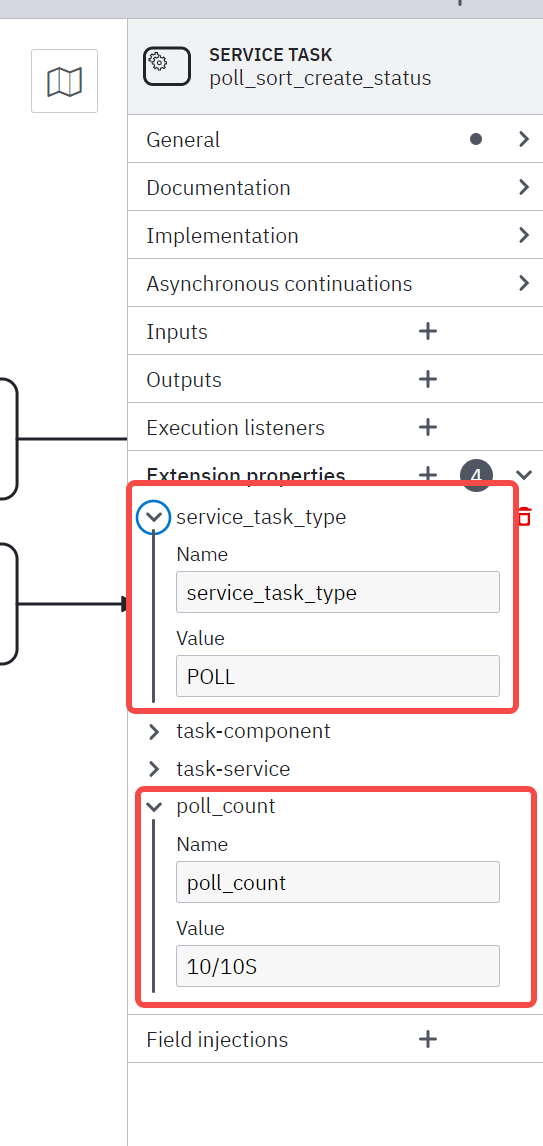 SERVICE TASK
poll_sort_create_status
General
Documentation
Implementation
Asynchronous continuations
Inputs
Outputs
Execution listeners
Extension properties 4
service_task_type
Name
service_task_type
Value
POLL
task-component
task-service
poll_count
Name
poll_count
Value
10/10S
Field injections